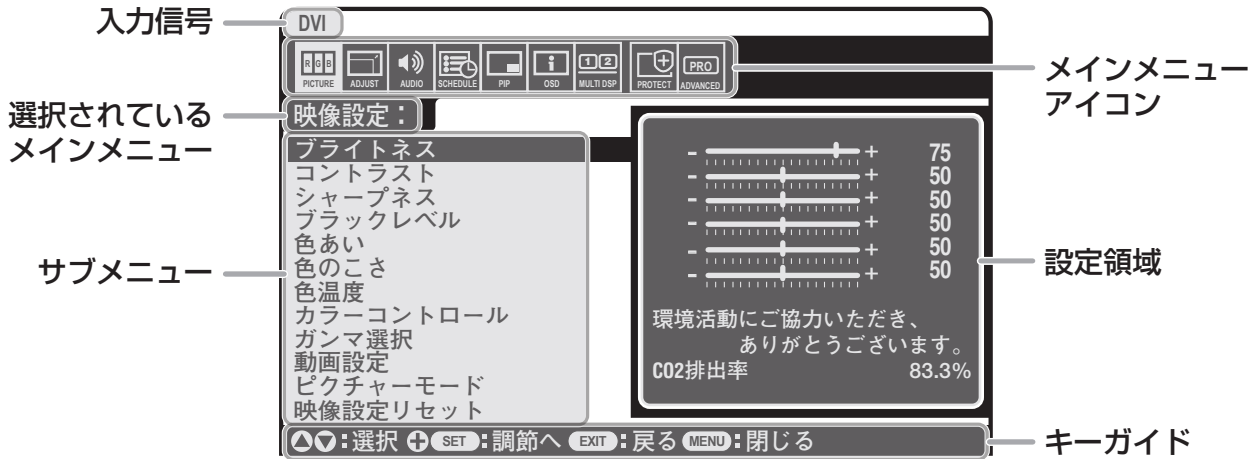 入力信号
DVI
R G B
PICTURE ADJUST AUDIO SCHEDULE PIP OSD 1 2 MULTI DSP PROTECT PRO ADVANCED
メインメニュー
アイコン
選択されている
メインメニュー
映像設定：
サブメニュー
ブライトネス
コントラスト
シャープネス
ブラックレベル
色あい
色のこさ
色温度
カラーコントロール
ガンマ選択
動画設定
ピクチャーモード
映像設定リセット
- + 75
- + 50
- + 50
- + 50
- + 50
- + 50
環境活動にご協力いただき、
ありがとうございます。
CO2排出率 83.3%
設定領域
：選択 SET：調節へ EXIT：戻る MENU：閉じる
キーガイド